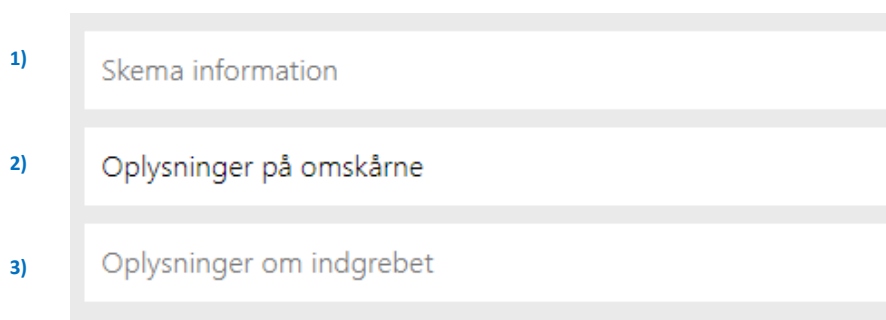 1) Skema information
2) Oplysninger på omskårne
3) Oplysninger om indgrebet